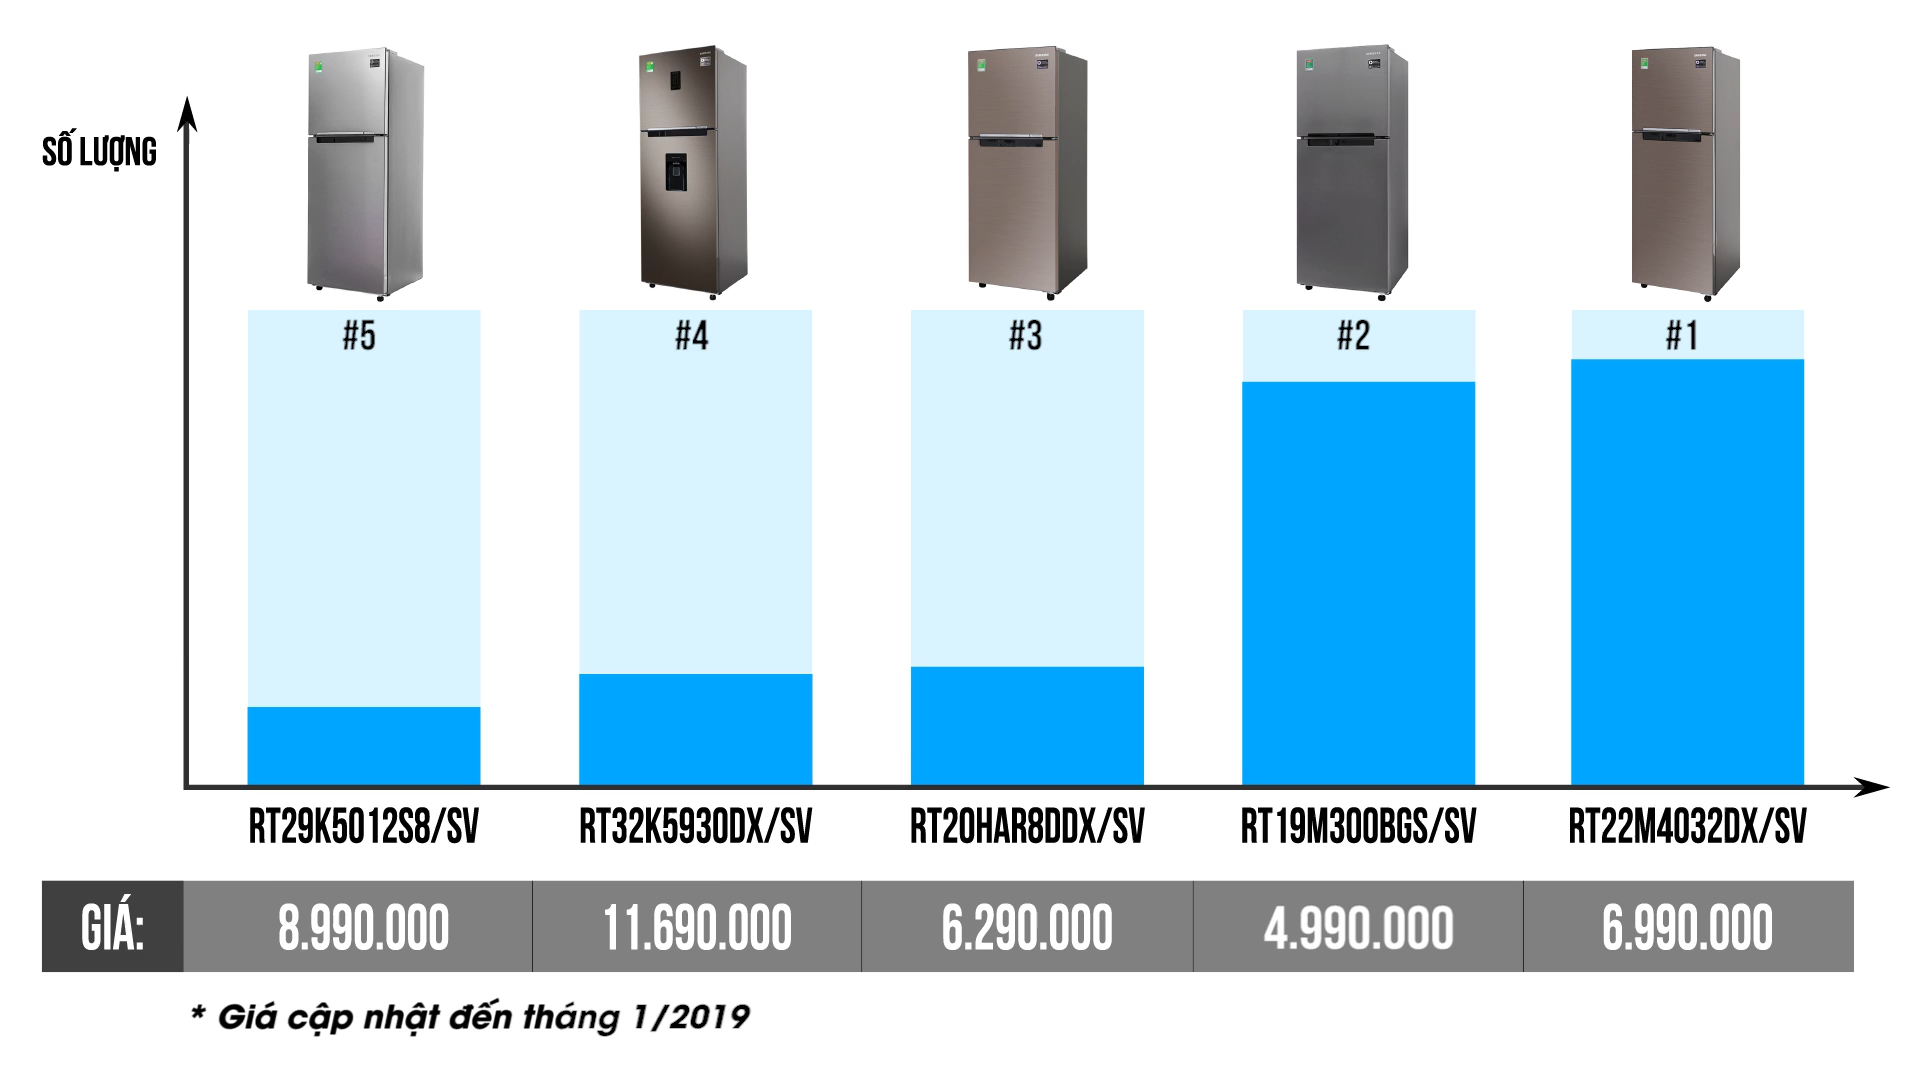 SỐ LƯỢNG
#5 #4 #3 #2 #1
RT29K5012S8/SV RT32K5930DX/SV RT20HAR8DDX/SV RT19M300BGS/SV RT22M4032DX/SV
GIÁ: 8.990.000 11.690.000 6.290.000 4.990.000 6.990.000
* Giá cập nhật đến tháng 1/2019